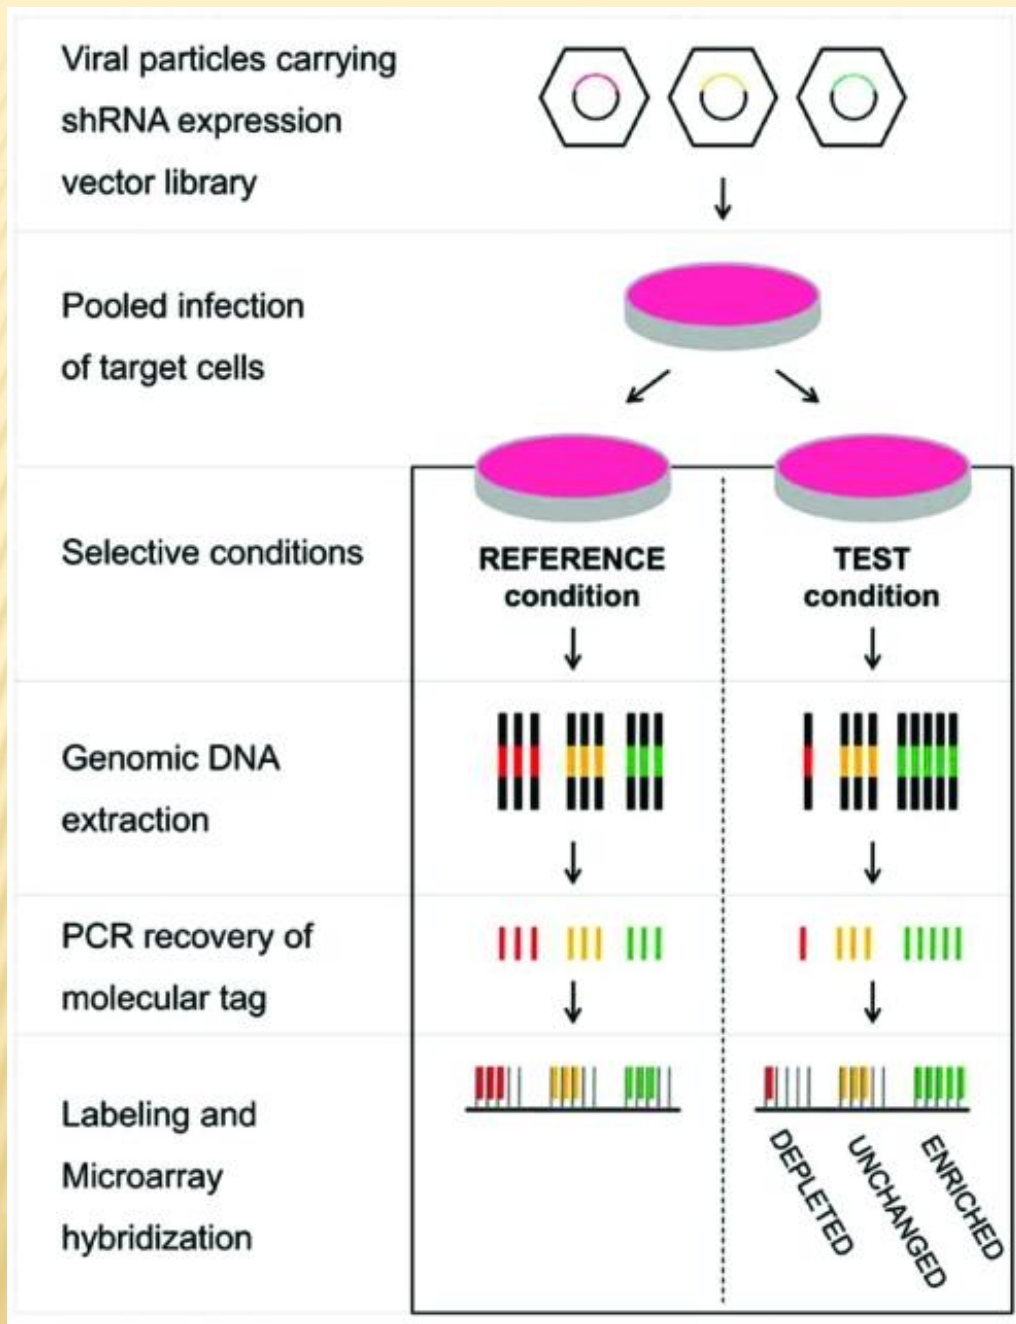 Viral particles carrying
shRNA expression
vector library
Pooled infection
of target cells
Selective conditions
REFERENCE
condition
TEST
condition
Genomic DNA
extraction
PCR recovery of
molecular tag
Labeling and
Microarray
hybridization
DEPLETED
UNCHANGED
ENRICHED